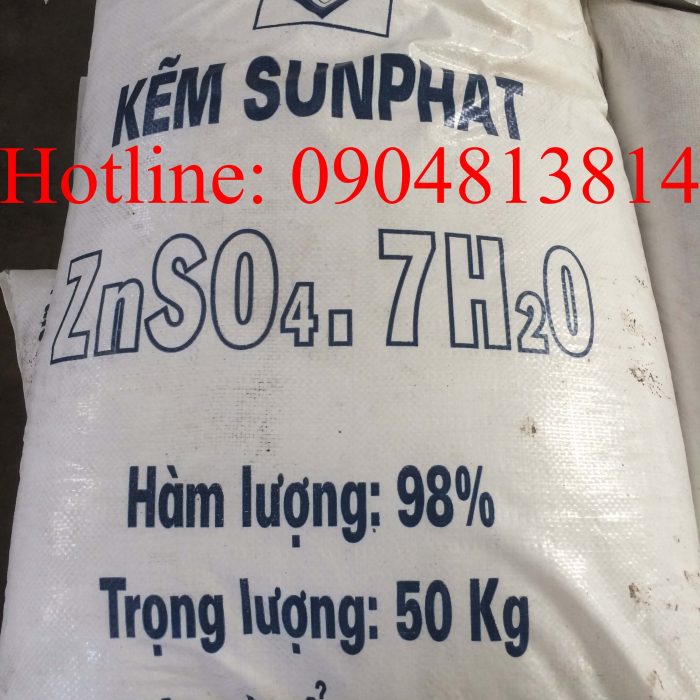 KẼM SUNPHAT
Hotline: 0904813814
ZnSO4. 7H2O
Hàm lượng: 98%
Trọng lượng: 50 Kg